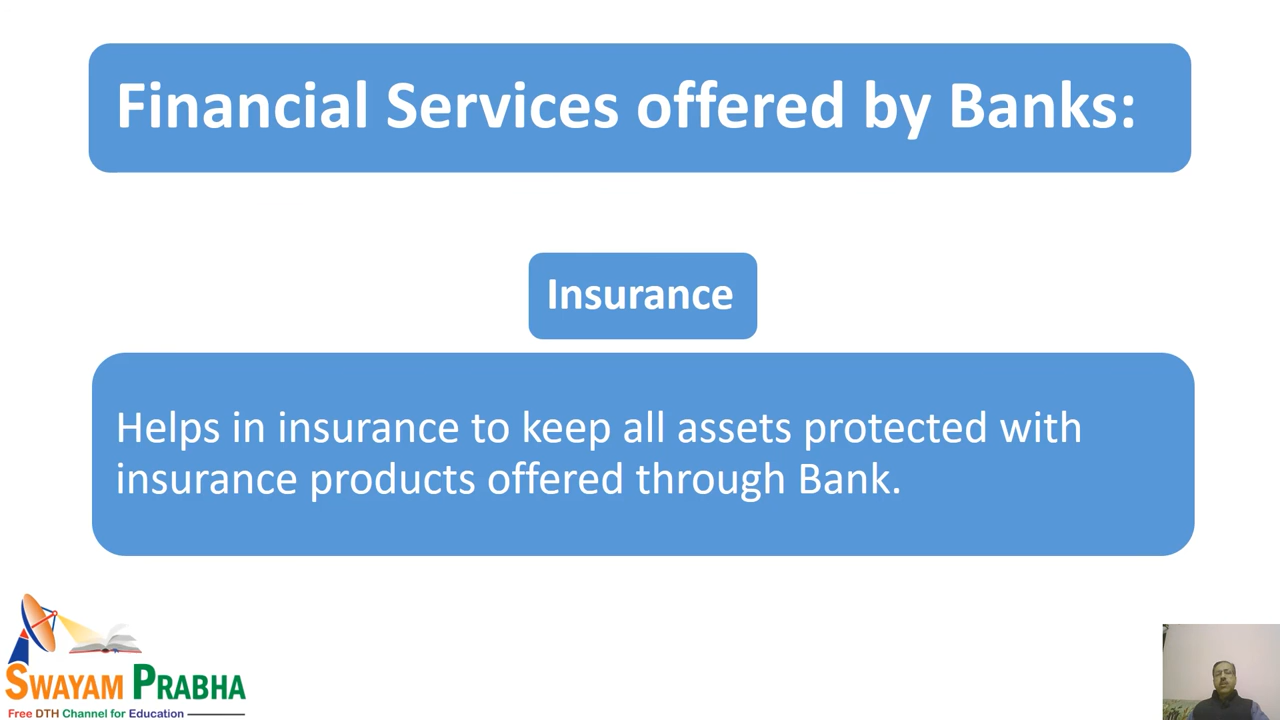 Financial Services offered by Banks:
Insurance
Helps in insurance to keep all assets protected with
insurance products offered through Bank.
SWAYAM PRABHA
Free DTH Channel for Education